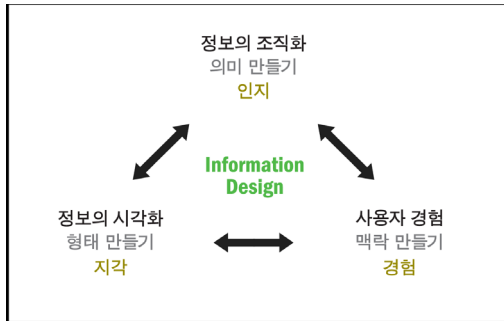 정보의 조직화
의미 만들기
인지
Information
Design
정보의 시각화
형태 만들기
지각
사용자 경험
맥락 만들기
경험